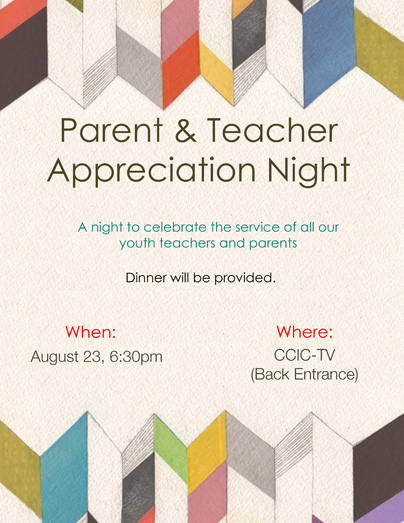 Parent & Teacher
Appreciation Night
A night to celebrate the service of all our
youth teachers and parents
Dinner will be provided.
When:
August 23, 6:30pm
Where:
CCIC-TV
(Back Entrance)